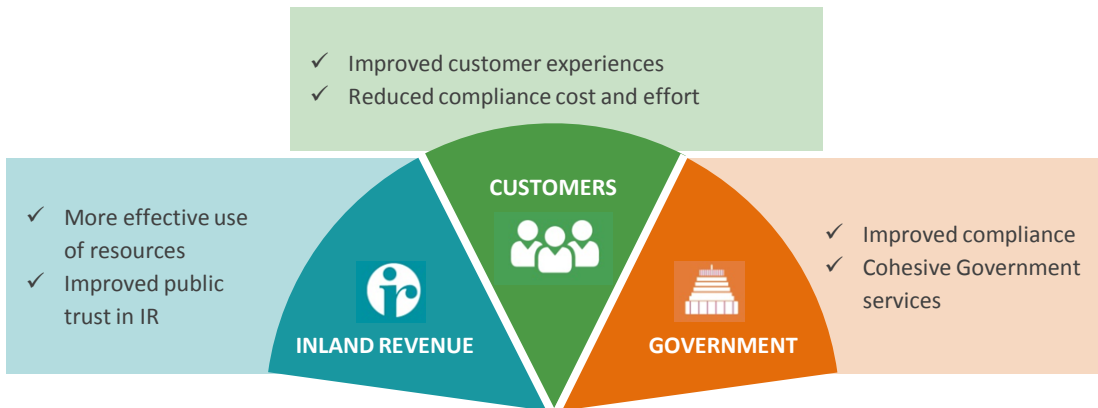 ✓ Improved customer experiences
✓ Reduced compliance cost and effort
CUSTOMERS
✓ More effective use
of resources
✓ Improved public
trust in IR
ir
INLAND REVENUE
✓ Improved compliance
✓ Cohesive Government
services
GOVERNMENT